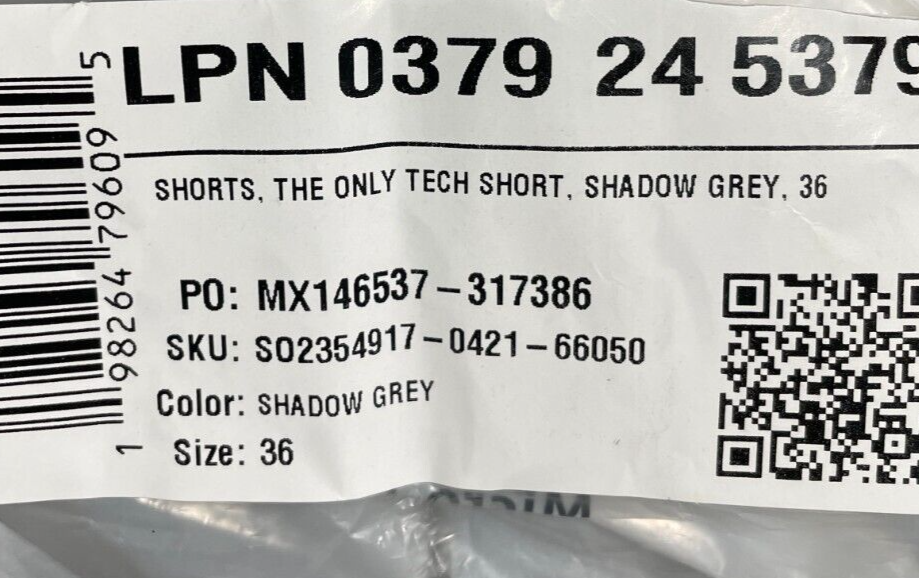 LPN 0379 24 5379
SHORTS, THE ONLY TECH SHORT, SHADOW GREY, 36
PO: MX146537-317386
SKU: S02354917-0421-66050
Color: SHADOW GREY
Size: 36
1 98264 79609 5